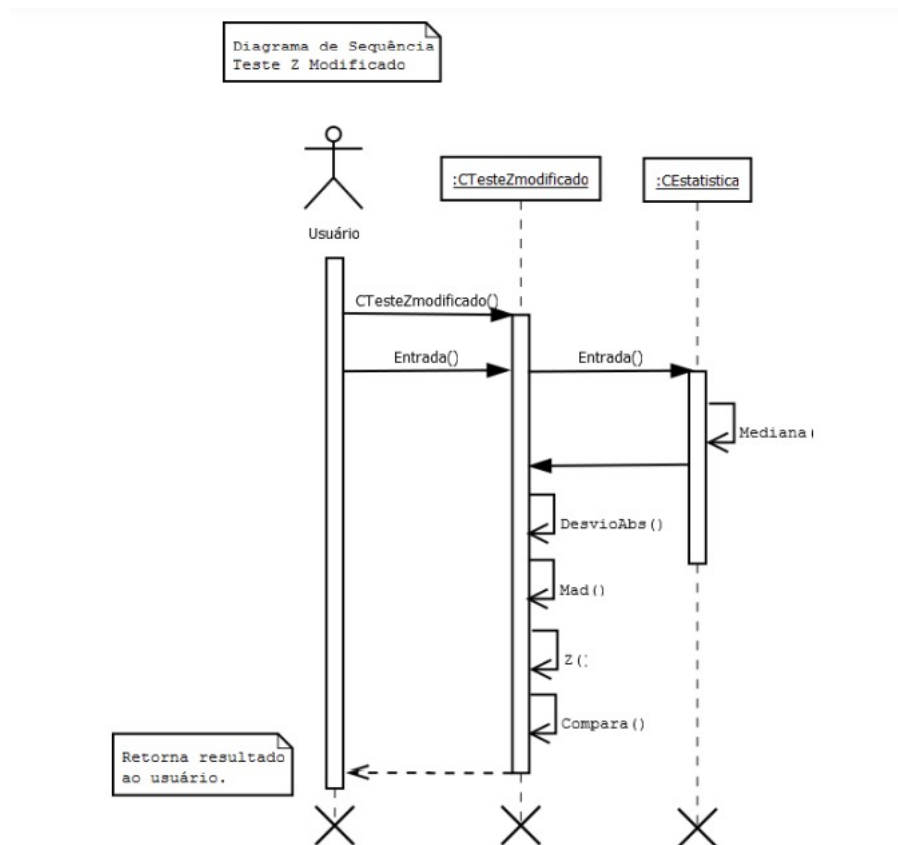 Diagrama de Sequência
Teste Z Modificado
:CTesteZmodificado
:CEstatistica
Usuário
CTesteZmodificado()
Entrada()
Entrada()
Mediana(
DesvioAbs()
Mad()
Z(
Compara()
Retorna resultado
ao usuário.